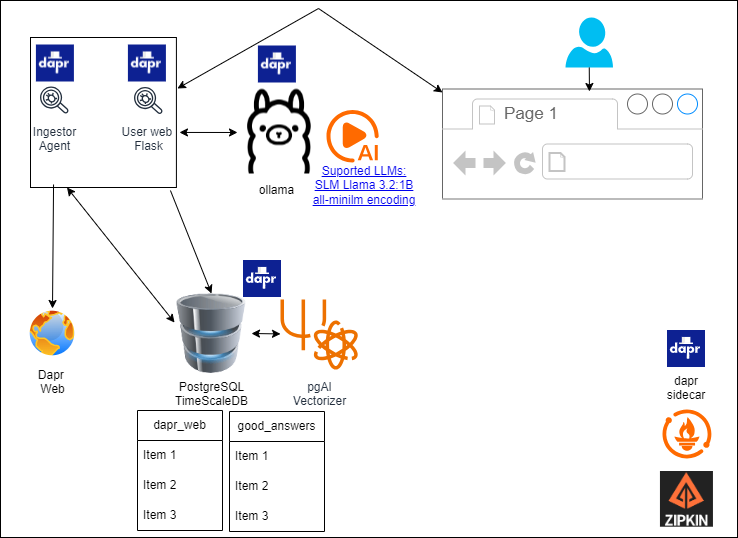 dapr
dapr
dapr
Ingestor
Agent
User web
Flask
ollama
AI
Suported LLMs:
SLM Llama 3.2:1B
all-minilm encoding
Page 1
dapr
Dapr
Web
PostgreSQL
TimeScaleDB
pgAI
Vectorizer
dapr_web
Item 1
Item 2
Item 3
good_answers
Item 1
Item 2
Item 3
dapr
dapr
sidecar
ZIPKIN